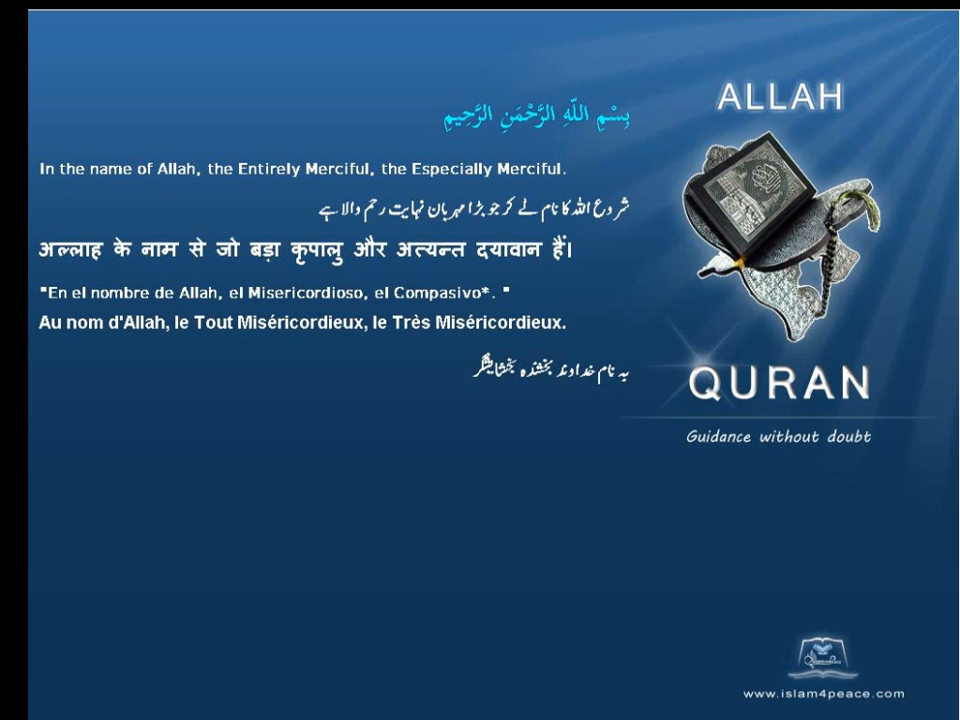 بِسْمِ اللّهِ الرَّحْمَنِ الرَّحِيمِ
In the name of Allah, the Entirely Merciful, the Especially Merciful.
شروع اللہ کا نام لے کر جو بڑا مہربان نہایت رحم والا ہے
अल्लाह के नाम से जो बड़ा कृपालु और अत्यन्त दयावान हैं।
"En el nombre de Allah, el Misericordioso, el Compasivo*. "
Au nom d'Allah, le Tout Miséricordieux, le Très Miséricordieux.
به نام خداوند بخشنده بخشایشگر
ALLAH
QURAN
Guidance without doubt
www.islam4peace.com